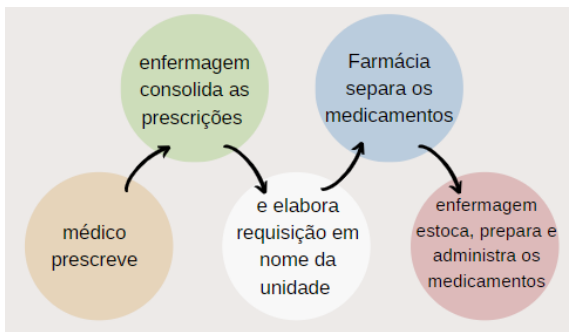 médico
prescreve
enfermagem
consolida as
prescrições
e elabora
requisição em
nome da
unidade
Farmácia
separa os
medicamentos
enfermagem
estoca, prepara e
administra os
medicamentos